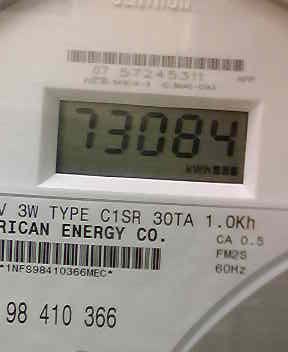 07 57245311
73084
kWh
V 3W TYPE C1SR 30TA 1.0Kh
RICAN ENERGY CO.
CA 0.5
FM2S
60Hz
*1NFS98410366MEC*
98 410 366